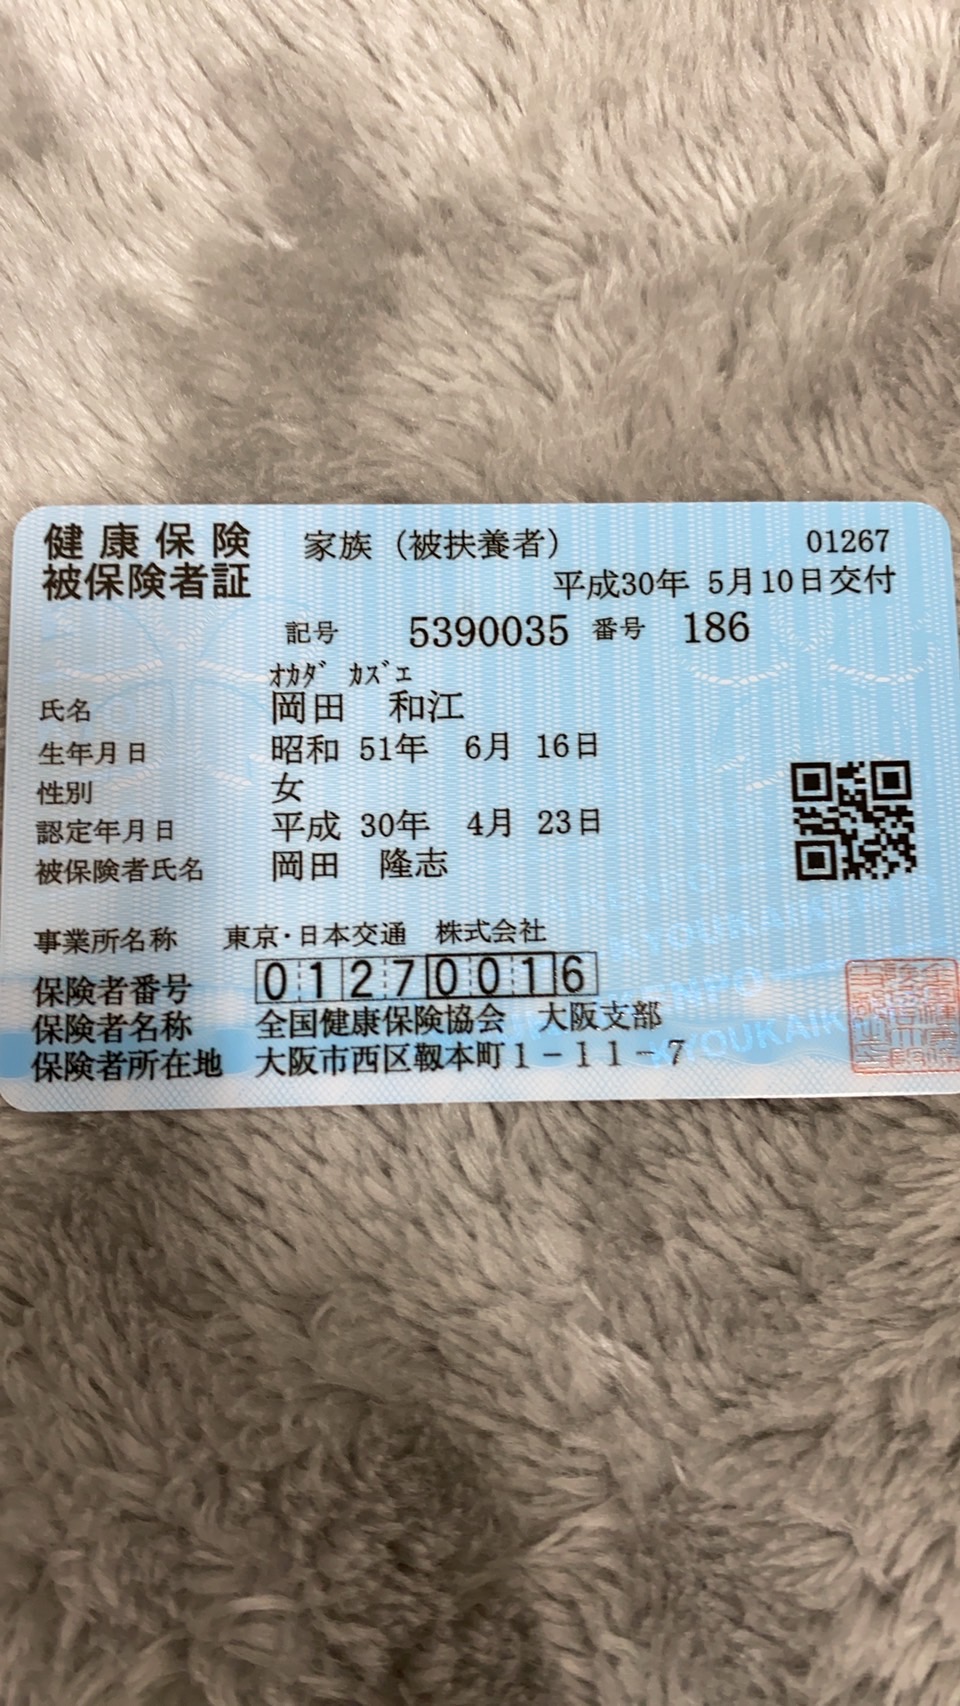 健康保険 家族（被扶養者） 01267
被保険者証 平成30年 5月10日交付
記号 5390035 番号 186
ｵｶﾀﾞ ｶｽﾞｴ
氏名 岡田 和江
生年月日 昭和 51年 6月 16日
性別 女
認定年月日 平成 30年 4月 23日
被保険者氏名 岡田 隆志
事業所名称 東京・日本交通 株式会社
保険者番号 01270016
保険者名称 全国健康保険協会 大阪支部
保険者所在地 大阪市西区靱本町１－１１－７